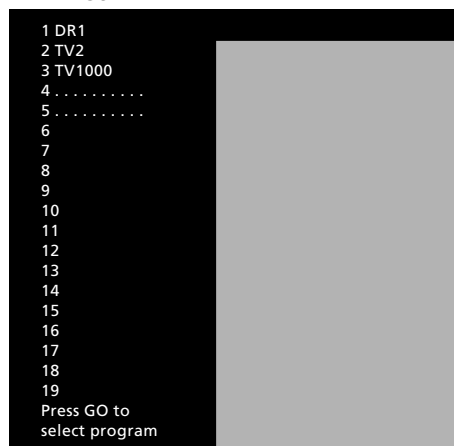 1 DR1
2 TV2
3 TV1000
4 . . . . . . . . . .
5 . . . . . . . . . .
6
7
8
9
10
11
12
13
14
15
16
17
18
19
Press GO to
select program